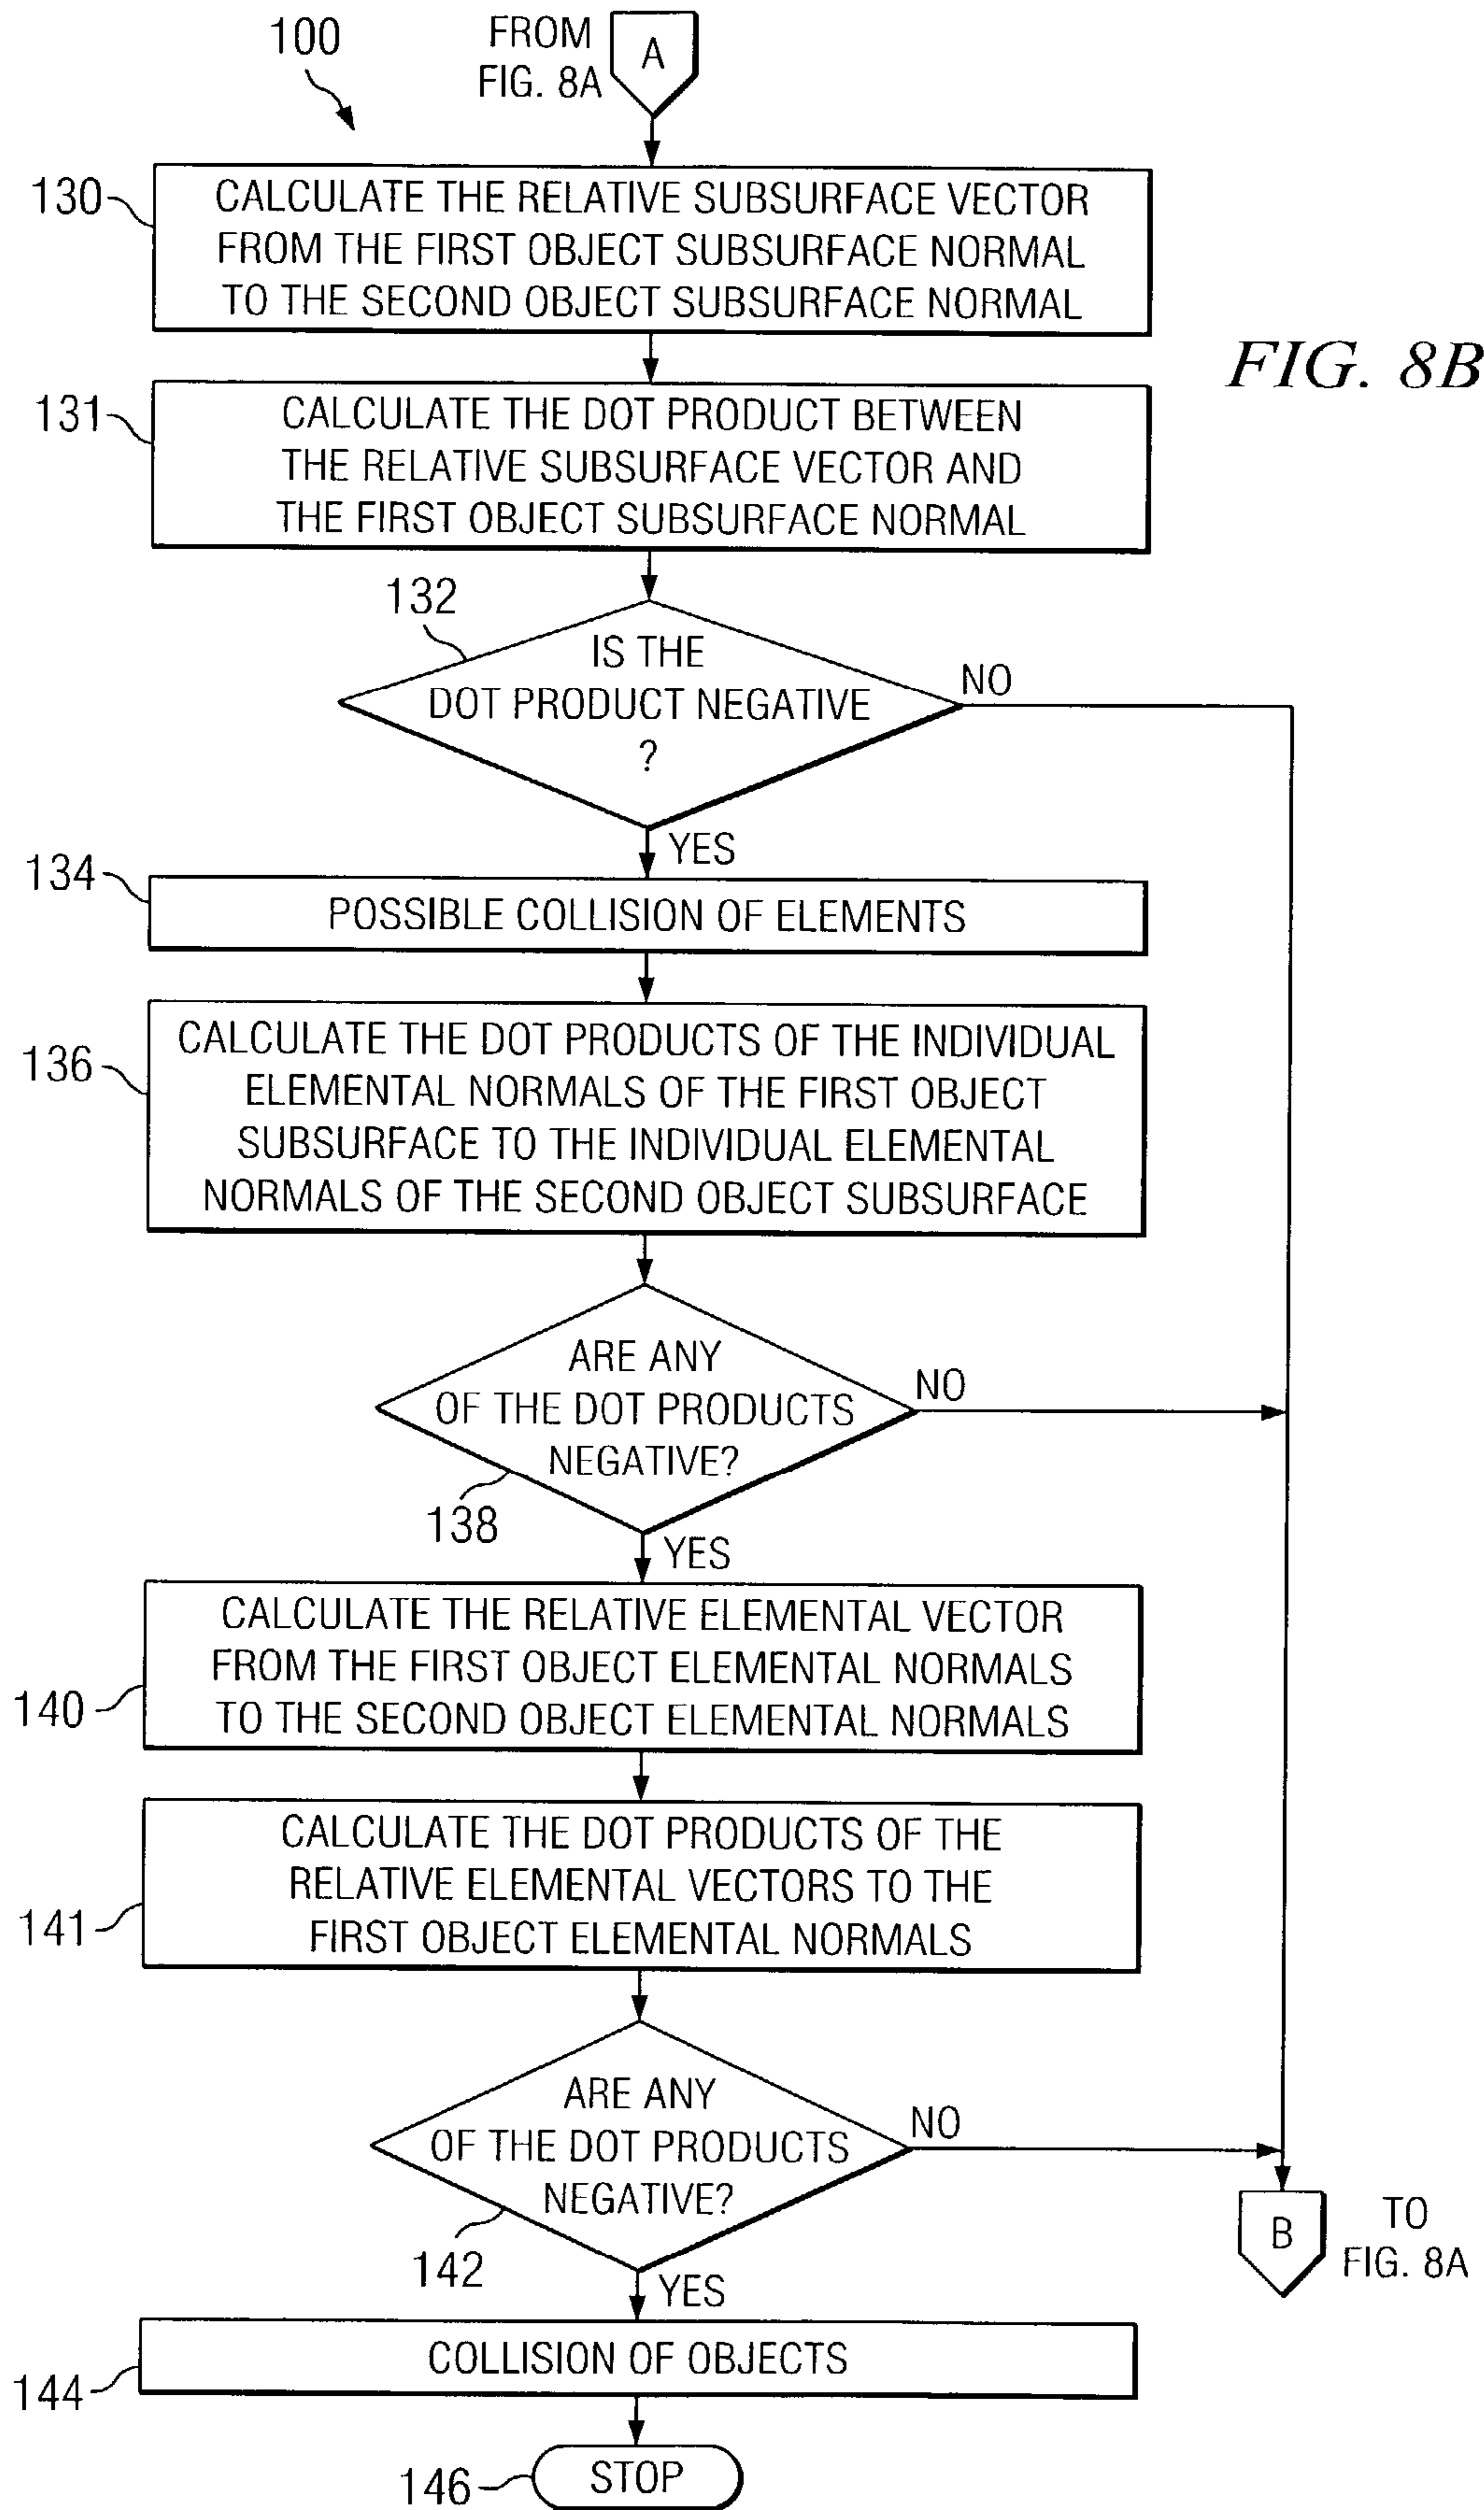 100
FROM
FIG. 8A
A
130
CALCULATE THE RELATIVE SUBSURFACE VECTOR
FROM THE FIRST OBJECT SUBSURFACE NORMAL
TO THE SECOND OBJECT SUBSURFACE NORMAL
FIG. 8B
131
CALCULATE THE DOT PRODUCT BETWEEN
THE RELATIVE SUBSURFACE VECTOR AND
THE FIRST OBJECT SUBSURFACE NORMAL
132
IS THE
DOT PRODUCT NEGATIVE
?
NO
YES
134
POSSIBLE COLLISION OF ELEMENTS
136
CALCULATE THE DOT PRODUCTS OF THE INDIVIDUAL
ELEMENTAL NORMALS OF THE FIRST OBJECT
SUBSURFACE TO THE INDIVIDUAL ELEMENTAL
NORMALS OF THE SECOND OBJECT SUBSURFACE
ARE ANY
OF THE DOT PRODUCTS
NEGATIVE?
NO
138
YES
140
CALCULATE THE RELATIVE ELEMENTAL VECTOR
FROM THE FIRST OBJECT ELEMENTAL NORMALS
TO THE SECOND OBJECT ELEMENTAL NORMALS
141
CALCULATE THE DOT PRODUCTS OF THE
RELATIVE ELEMENTAL VECTORS TO THE
FIRST OBJECT ELEMENTAL NORMALS
ARE ANY
OF THE DOT PRODUCTS
NEGATIVE?
NO
142
YES
B
TO
FIG. 8A
144
COLLISION OF OBJECTS
146
STOP